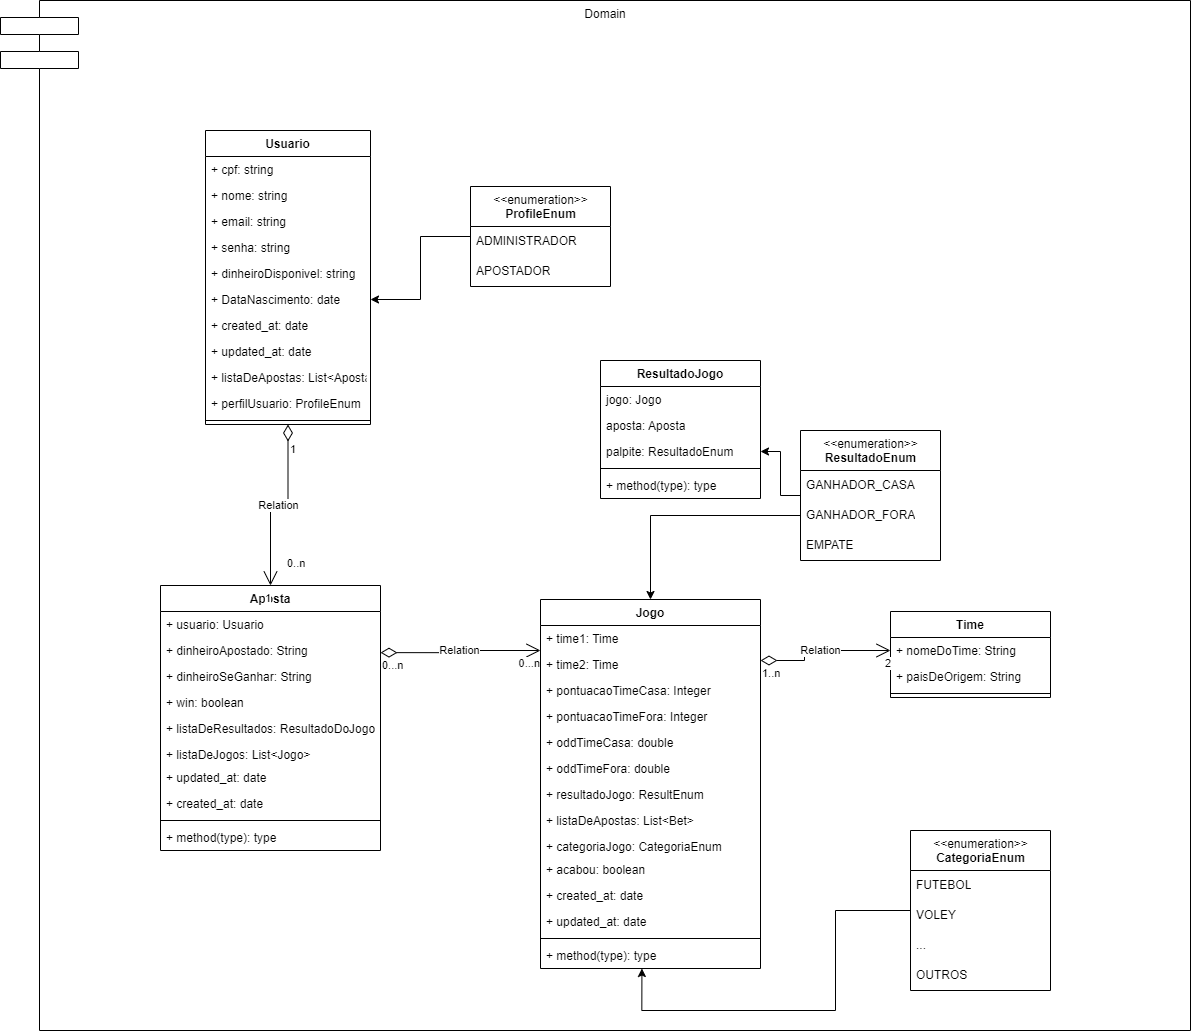 Domain
Usuario
+ cpf: string
+ nome: string
+ email: string
+ senha: string
+ dinheiroDisponivel: string
+ DataNascimento: date
+ created_at: date
+ updated_at: date
+ listaDeApostas: List<Aposta
+ perfilUsuario: ProfileEnum
<<enumeration>>
ProfileEnum
ADMINISTRADOR
APOSTADOR
ResultadoJogo
jogo: Jogo
aposta: Aposta
palpite: ResultadoEnum
+ method(type): type
<<enumeration>>
ResultadoEnum
GANHADOR_CASA
GANHADOR_FORA
EMPATE
1
Relation
0..n
Aposta
+ usuario: Usuario
+ dinheiroApostado: String
+ dinheiroSeGanhar: String
+ win: boolean
+ listaDeResultados: ResultadoDoJogo
+ listaDeJogos: List<Jogo>
+ updated_at: date
+ created_at: date
+ method(type): type
Relation
0...n
0...n
Jogo
+ time1: Time
+ time2: Time
+ pontuacaoTimeCasa: Integer
+ pontuacaoTimeFora: Integer
+ oddTimeCasa: double
+ oddTimeFora: double
+ resultadoJogo: ResultEnum
+ listaDeApostas: List<Bet>
+ categoriaJogo: CategoriaEnum
+ acabou: boolean
+ created_at: date
+ updated_at: date
+ method(type): type
Relation
1..n
2
Time
+ nomeDoTime: String
+ paisDeOrigem: String
<<enumeration>>
CategoriaEnum
FUTEBOL
VOLEY
...
OUTROS